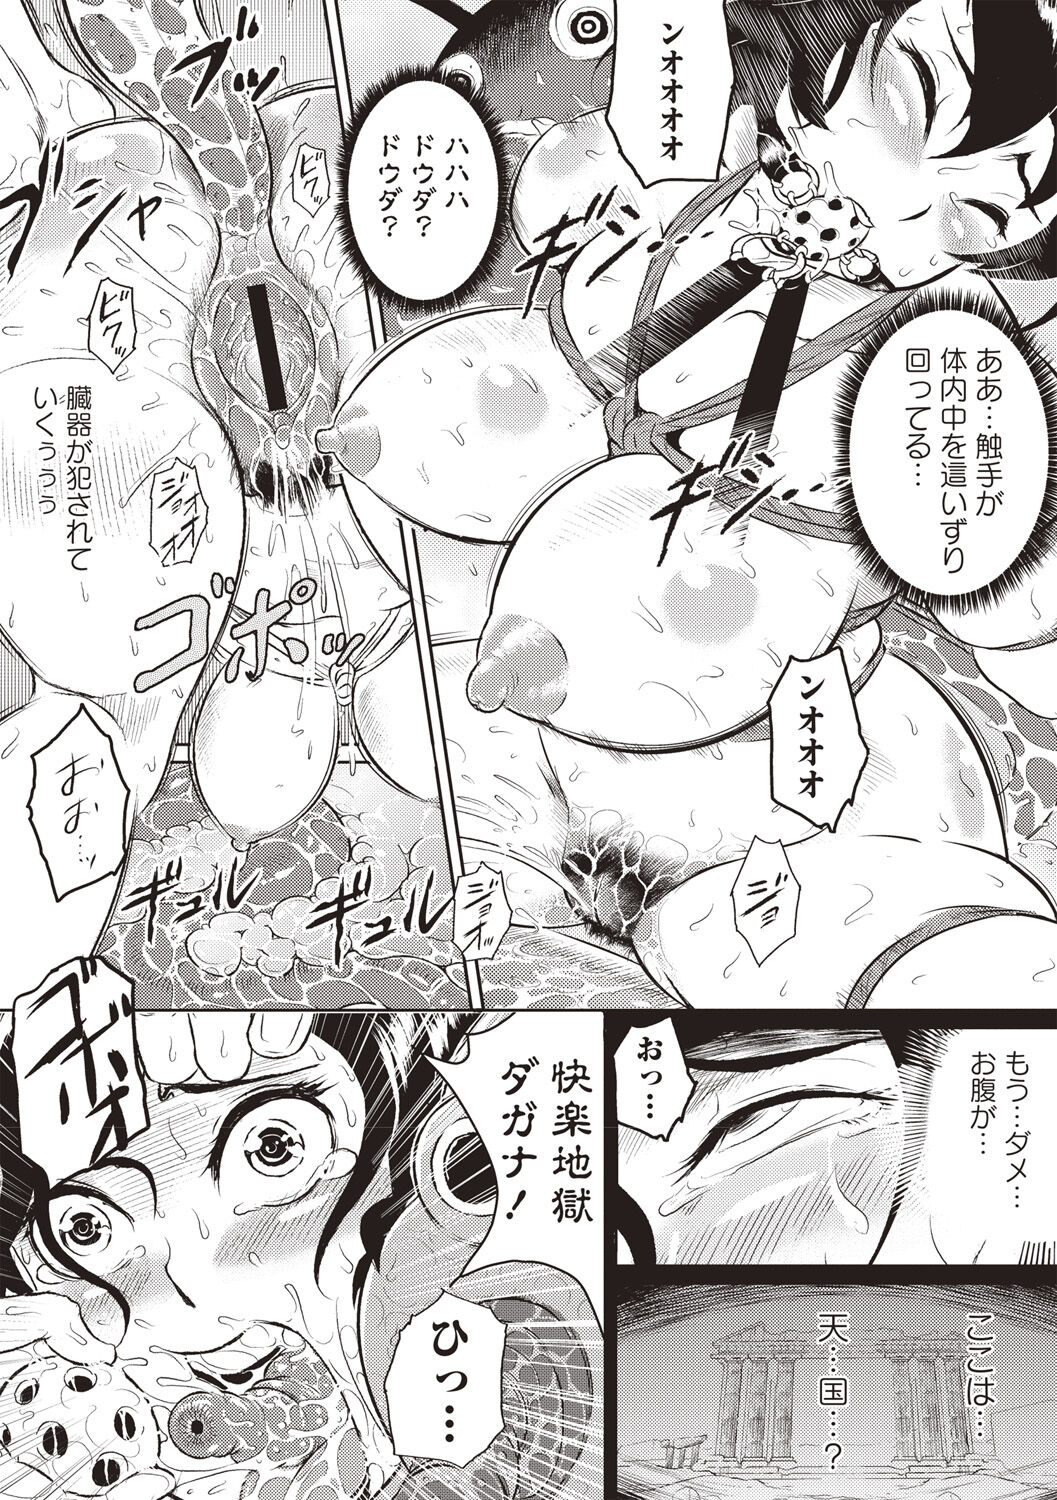 ンオオオオ
ああ…触手が
体内中を這いずり
回ってる…
ハハハ
ドウダ?
ドウダ?
ギシッ
ギシッ
ンオオオ
ジョオ
ジョオ
ブシャ
ブッ
ビクッ
ビクッ
臓器が犯されて
いくぅぅぅ
ジョオオオ
ゴポッ
おお…
ギュル
ギュル
もう…ダメ…
お腹が…
おっ…
ここは…
天…国…?
快楽地獄
ダガナ!
ゴボオ
ひっ…